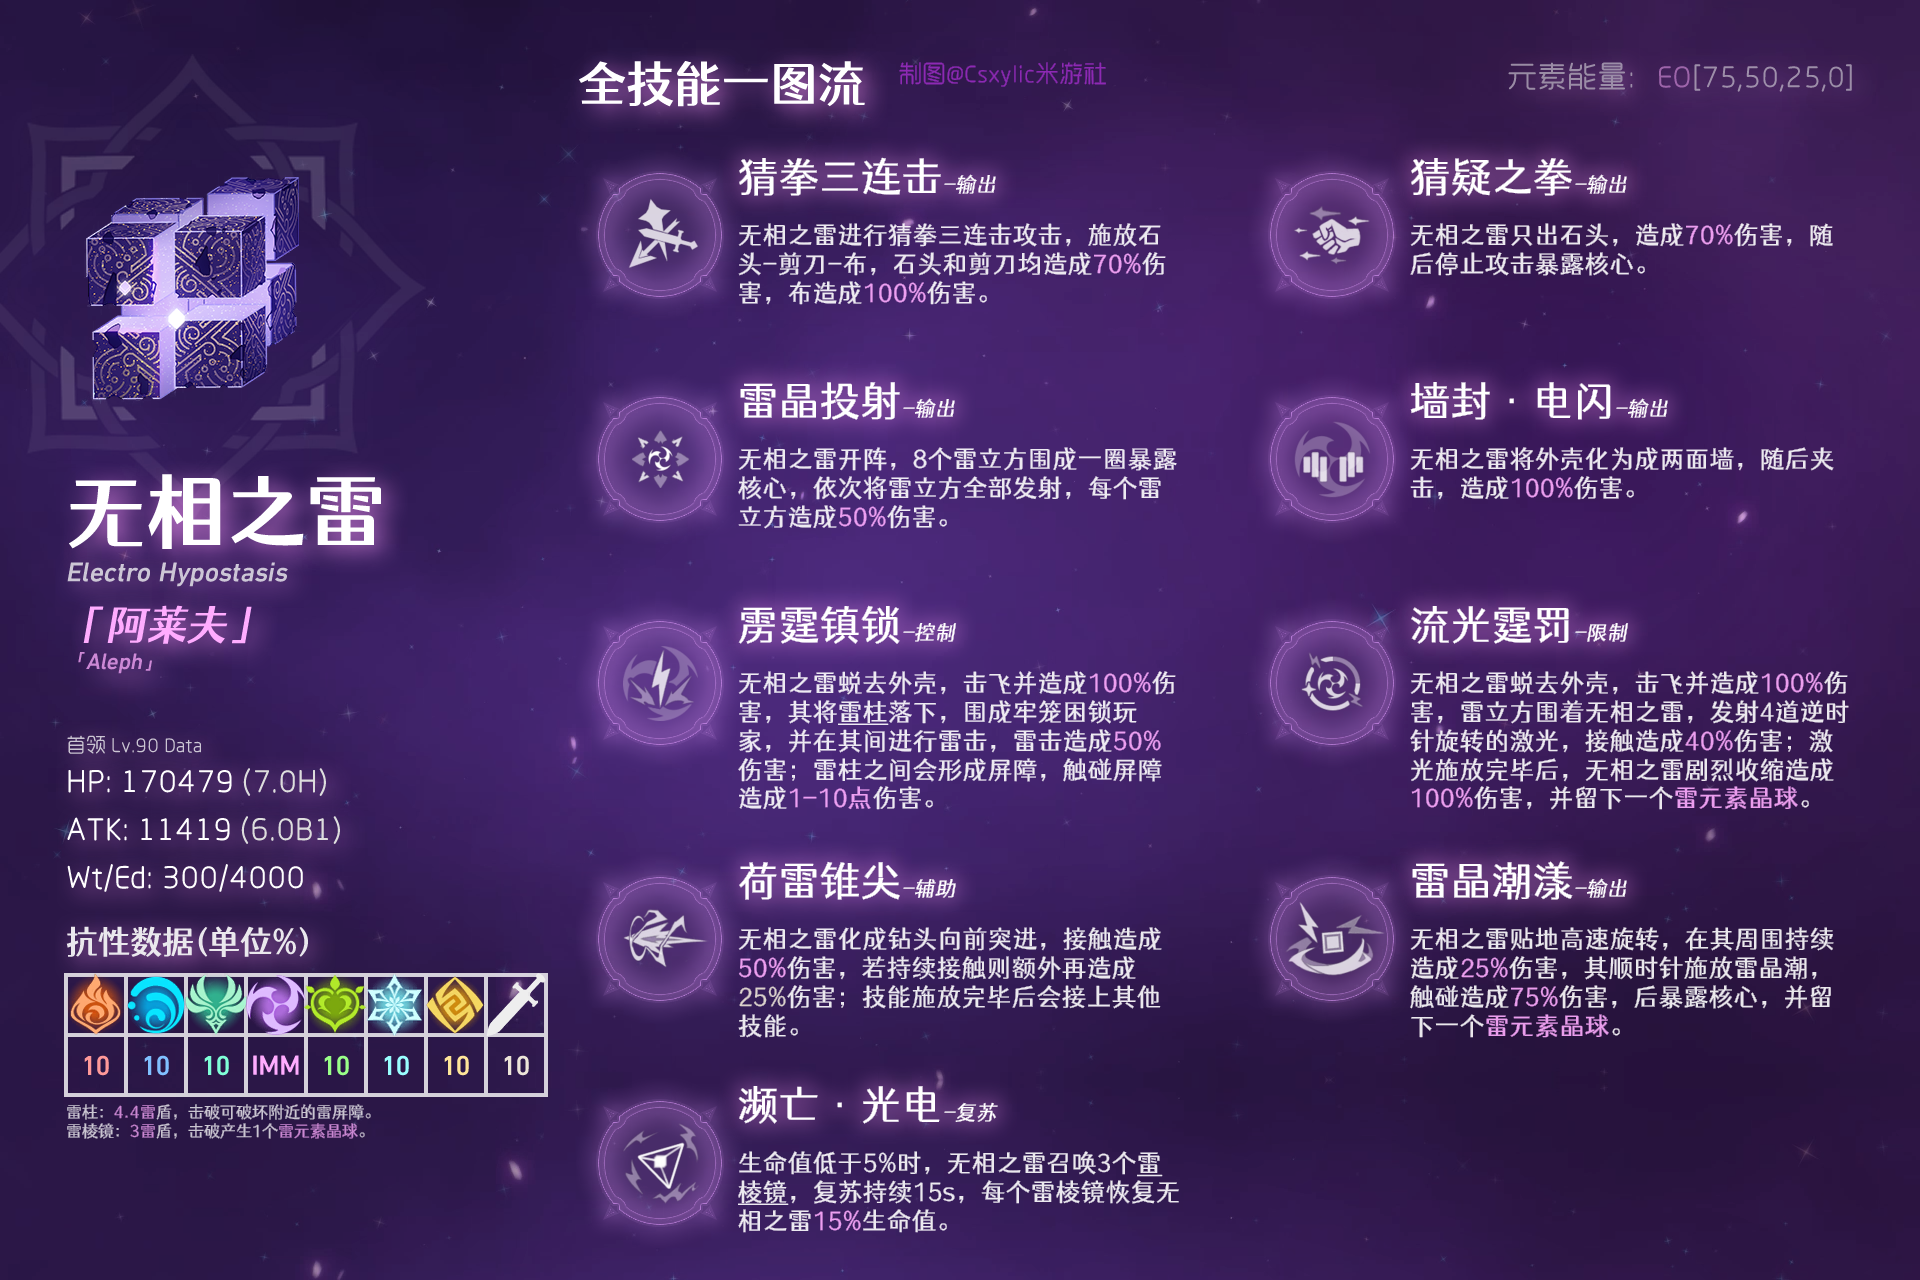 全技能一图流
制图@Csxylic米游社
元素能量: EO[75,50,25,0]
无相之雷
Electro Hypostasis
「阿莱夫」
「Aleph」
首领 Lv.90 Data
HP: 170479 (7.0H)
ATK: 11419 (6.0B1)
Wt/Ed: 300/4000
抗性数据(单位%)
10 10 10 IMM 10 10 10 10
雷柱：4.4雷盾，击破可破坏附近的雷屏障。
雷棱镜：3雷盾，击破产生1个雷元素晶球。
猜拳三连击-输出
无相之雷进行猜拳三连击攻击，施放石
头-剪刀-布，石头和剪刀均造成70%伤
害，布造成100%伤害。
猜疑之拳-输出
无相之雷只出石头，造成70%伤害，随
后停止攻击暴露核心。
雷晶投射-输出
无相之雷开阵，8个雷立方围成一圈暴露
核心，依次将雷立方全部发射，每个雷
立方造成50%伤害。
墙封·电闪-输出
无相之雷将外壳化为成两面墙，随后夹
击，造成100%伤害。
雳霆镇锁-控制
无相之雷蜕去外壳，击飞并造成100%伤
害，其将雷柱落下，围成牢笼困锁玩
家，并在其间进行雷击，雷击造成50%
伤害；雷柱之间会形成屏障，触碰屏障
造成1-10点伤害。
流光霆罚-限制
无相之雷蜕去外壳，击飞并造成100%伤
害，雷立方围着无相之雷，发射4道逆时
针旋转的激光，接触造成40%伤害；激
光施放完毕后，无相之雷剧烈收缩造成
100%伤害，并留下一个雷元素晶球。
荷雷锥尖-辅助
无相之雷化成钻头向前突进，接触造成
50%伤害，若持续接触则额外再造成
25%伤害；技能施放完毕后会接上其他
技能。
雷晶潮漾-输出
无相之雷贴地高速旋转，在其周围持续
造成25%伤害，其顺时针施放雷晶潮，
触碰造成75%伤害，后暴露核心，并留
下一个雷元素晶球。
濒亡·光电-复苏
生命值低于5%时，无相之雷召唤3个雷
棱镜，复苏持续15s，每个雷棱镜恢复无
相之雷15%生命值。